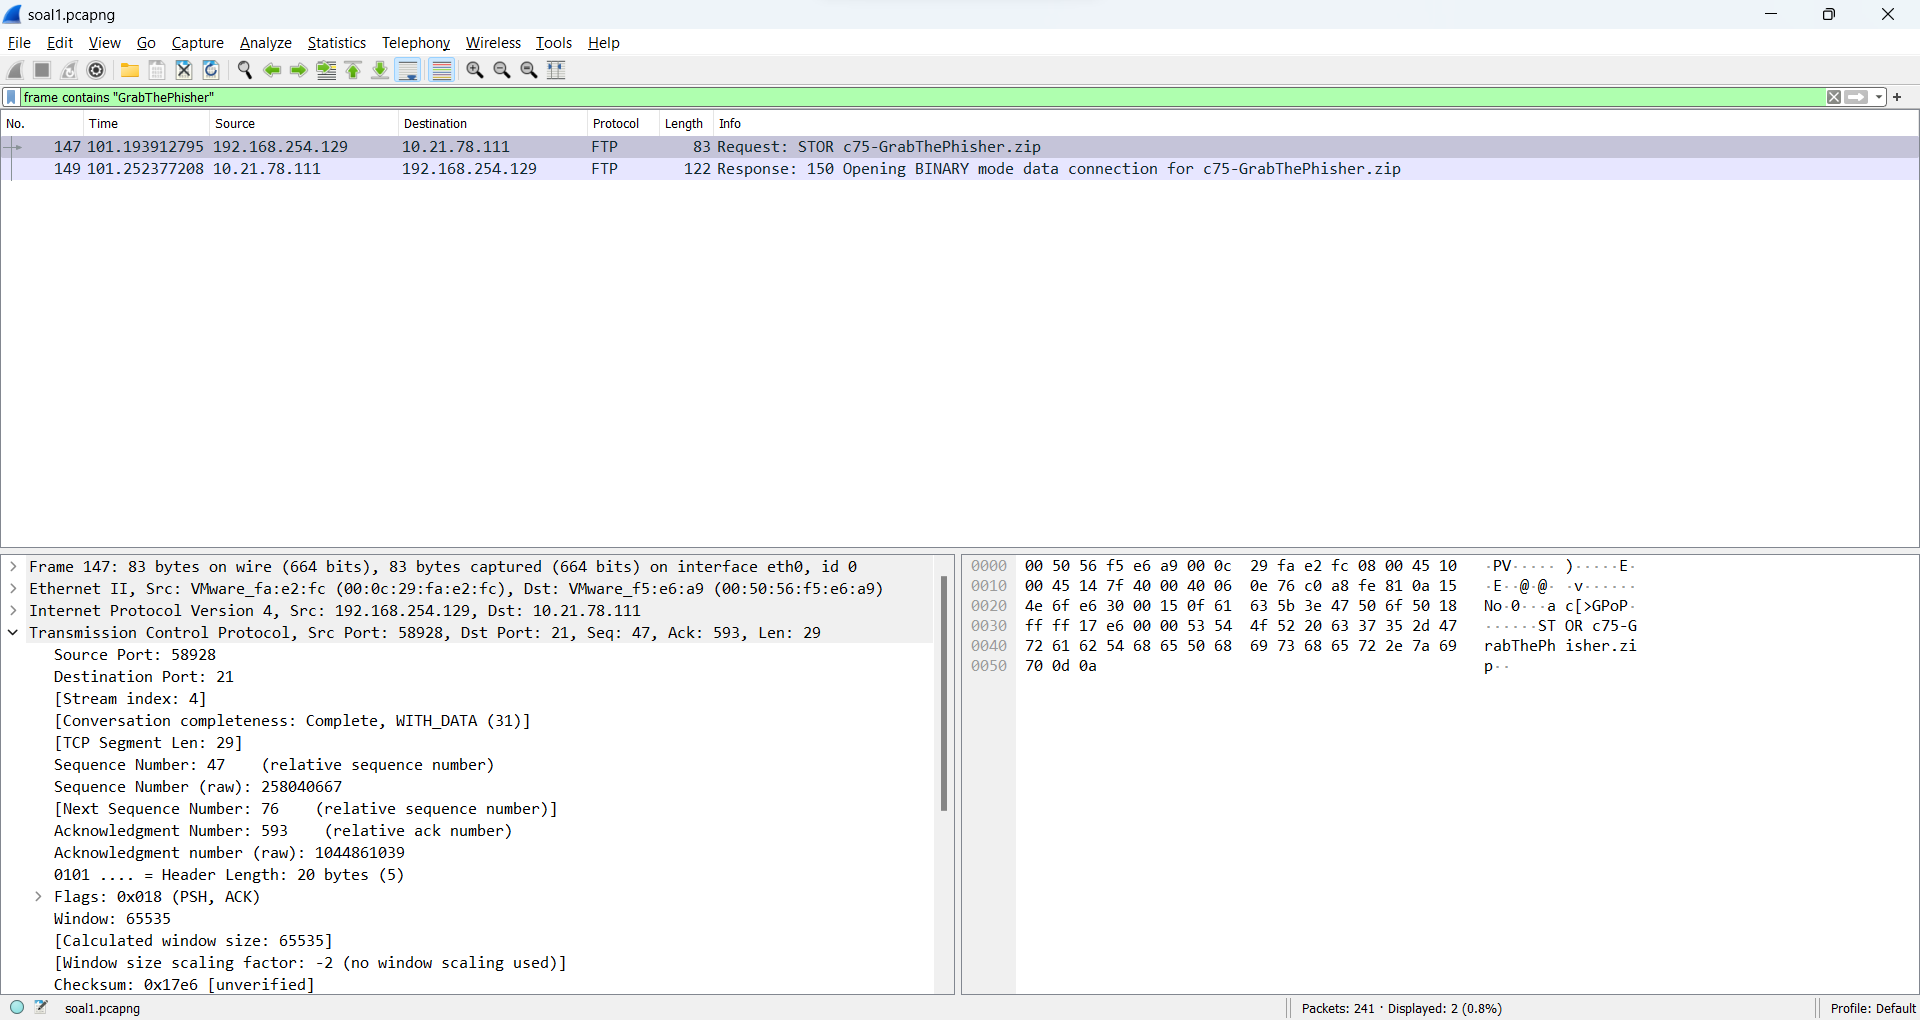 soal1.pcapng
File Edit View Go Capture Analyze Statistics Telephony Wireless Tools Help
frame contains "GrabThePhisher"
No. Time Source Destination Protocol Length Info
147 101.193912795 192.168.254.129 10.21.78.111 FTP 83 Request: STOR c75-GrabThePhisher.zip
149 101.252377208 10.21.78.111 192.168.254.129 FTP 122 Response: 150 Opening BINARY mode data connection for c75-GrabThePhisher.zip
Frame 147: 83 bytes on wire (664 bits), 83 bytes captured (664 bits) on interface eth0, id 0
Ethernet II, Src: VMware_fa:e2:fc (00:0c:29:fa:e2:fc), Dst: VMware_f5:e6:a9 (00:50:56:f5:e6:a9)
Internet Protocol Version 4, Src: 192.168.254.129, Dst: 10.21.78.111
Transmission Control Protocol, Src Port: 58928, Dst Port: 21, Seq: 47, Ack: 593, Len: 29
Source Port: 58928
Destination Port: 21
[Stream index: 4]
[Conversation completeness: Complete, WITH_DATA (31)]
[TCP Segment Len: 29]
Sequence Number: 47 (relative sequence number)
Sequence Number (raw): 258040667
[Next Sequence Number: 76 (relative sequence number)]
Acknowledgment Number: 593 (relative ack number)
Acknowledgment number (raw): 1044861039
0101 .... = Header Length: 20 bytes (5)
Flags: 0x018 (PSH, ACK)
Window: 65535
[Calculated window size: 65535]
[Window size scaling factor: -2 (no window scaling used)]
Checksum: 0x17e6 [unverified]
0000 00 50 56 f5 e6 a9 00 0c 29 fa e2 fc 08 00 45 10 ·PV····· )·····E·
0010 00 45 14 7f 40 00 40 06 0e 76 c0 a8 fe 81 0a 15 ·E··@·@· ·v······
0020 4e 6f e6 30 00 15 0f 61 63 5b 3e 47 50 6f 50 18 No·0···a c[>GPoP·
0030 ff ff 17 e6 00 00 53 54 4f 52 20 63 37 35 2d 47 ······ST OR c75-G
0040 72 61 62 54 68 65 50 68 69 73 68 65 72 2e 7a 69 rabThePh isher.zi
0050 70 0d 0a p··
soal1.pcapng
Packets: 241 · Displayed: 2 (0.8%)
Profile: Default